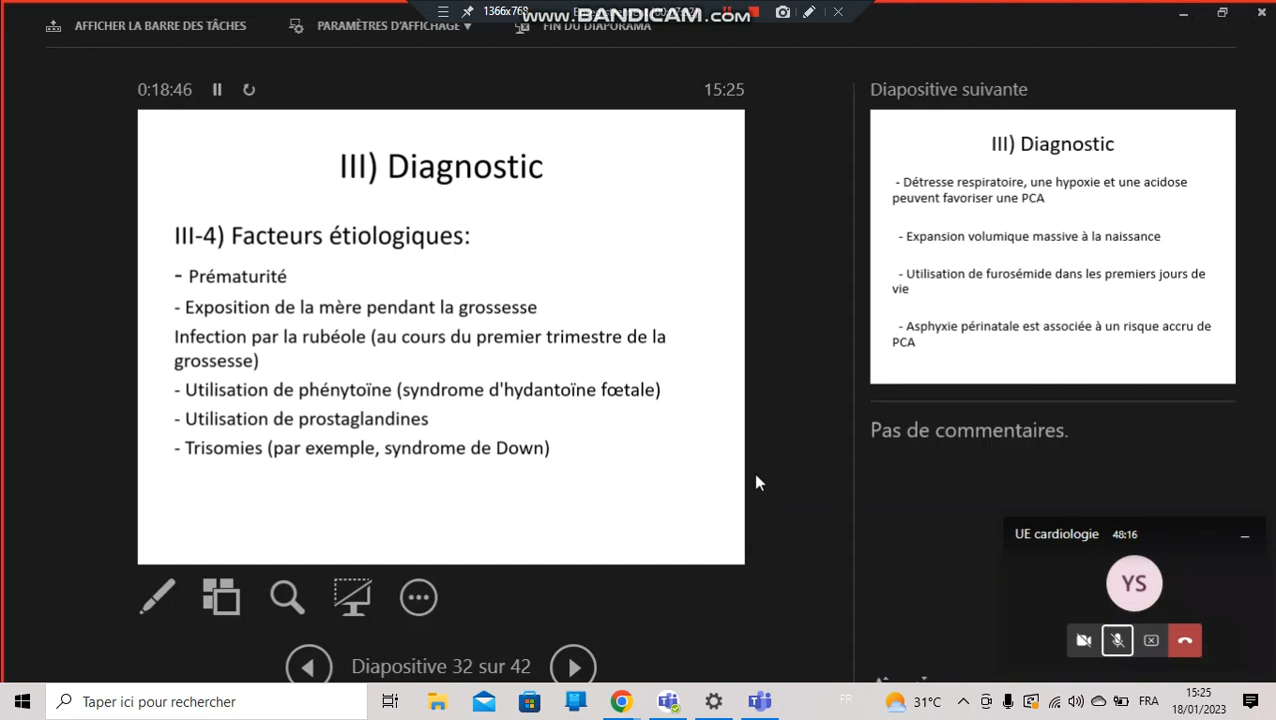 1366x768
www.BANDICAM.com
AFFICHER LA BARRE DES TÂCHES
PARAMÈTRES D'AFFICHAGE
FIN DU DIAPORAMA
0:18:46
15:25
III) Diagnostic
III-4) Facteurs étiologiques:
- Prématurité
- Exposition de la mère pendant la grossesse
Infection par la rubéole (au cours du premier trimestre de la
grossesse)
- Utilisation de phénytoïne (syndrome d'hydantoïne fœtale)
- Utilisation de prostaglandines
- Trisomies (par exemple, syndrome de Down)
Diapositive 32 sur 42
Diapositive suivante
III) Diagnostic
- Détresse respiratoire, une hypoxie et une acidose
peuvent favoriser une PCA
- Expansion volumique massive à la naissance
- Utilisation de furosémide dans les premiers jours de
vie
- Asphyxie périnatale est associée à un risque accru de
PCA
Pas de commentaires.
UE cardiologie 48:16
YS
Taper ici pour rechercher
FR
31°C
FRA
15:25
18/01/2023